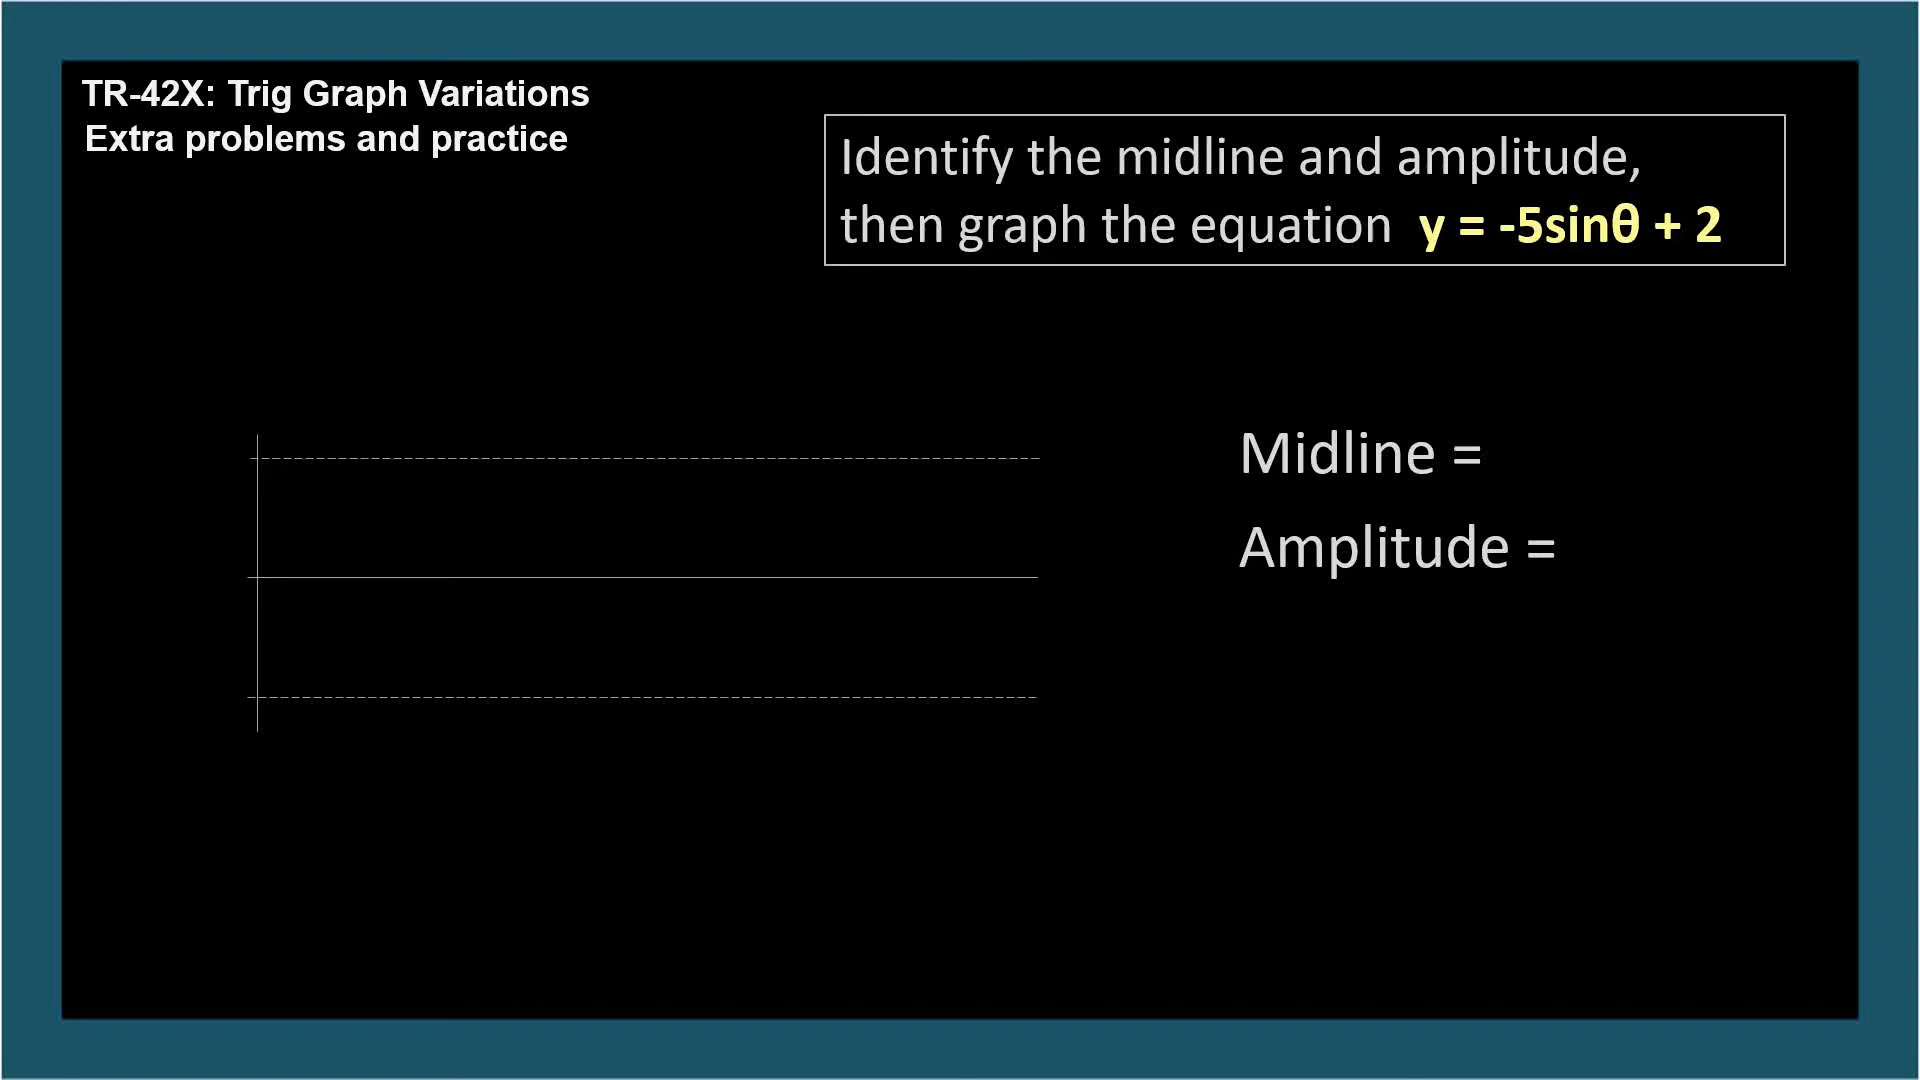 TR-42X: Trig Graph Variations
Extra problems and practice
Identify the midline and amplitude,
then graph the equation y = -5sinθ + 2
Midline =
Amplitude =